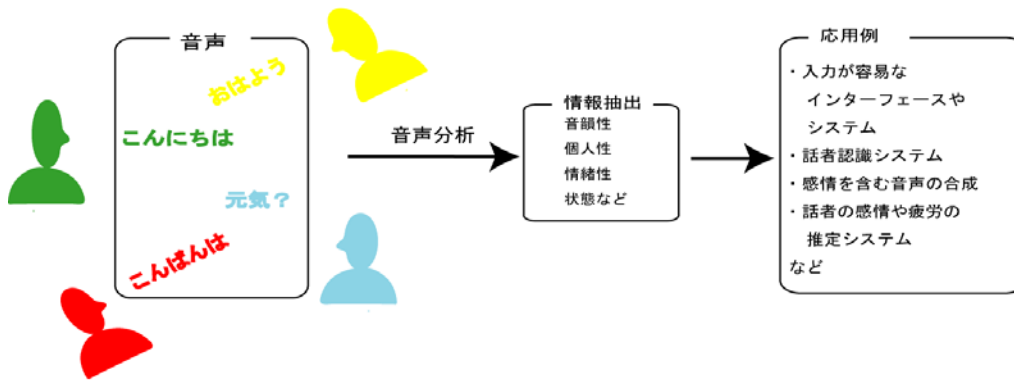 音声
おはよう
こんにちは
元気？
こんばんは
音声分析
情報抽出
音韻性
個人性
情緒性
状態など
応用例
・入力が容易な
インターフェースや
システム
・話者認識システム
・感情を含む音声の合成
・話者の感情や疲労の
推定システム
など